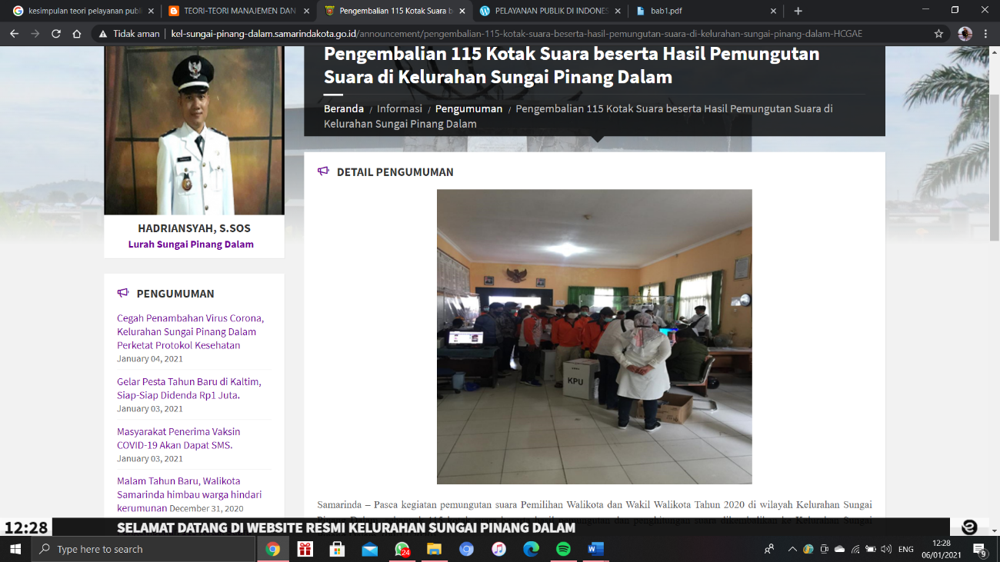 kesimpulan teori pelayanan publi
TEORI-TEORI MANAJEMEN DAN
Pengembalian 115 Kotak Suara b
PELAYANAN PUBLIK DI INDONES
bab1.pdf
Tidak aman
kel-sungai-pinang-dalam.samarindakota.go.id/announcement/pengembalian-115-kotak-suara-beserta-hasil-pemungutan-suara-di-kelurahan-sungai-pinang-dalam-HCGAE
Pengembalian 115 Kotak Suara beserta Hasil Pemungutan
Suara di Kelurahan Sungai Pinang Dalam
Beranda / Informasi / Pengumuman / Pengembalian 115 Kotak Suara beserta Hasil Pemungutan Suara di
Kelurahan Sungai Pinang Dalam
HADRIANSYAH, S.SOS
Lurah Sungai Pinang Dalam
PENGUMUMAN
Cegah Penambahan Virus Corona,
Kelurahan Sungai Pinang Dalam
Perketat Protokol Kesehatan
January 04, 2021
Gelar Pesta Tahun Baru di Kaltim,
Siap-Siap Didenda Rp1 Juta.
January 03, 2021
Masyarakat Penerima Vaksin
COVID-19 Akan Dapat SMS.
January 03, 2021
Malam Tahun Baru, Walikota
Samarinda himbau warga hindari
kerumunan December 31, 2020
DETAIL PENGUMUMAN
KPU
Samarinda – Pasca kegiatan pemungutan suara Pemilihan Walikota dan Wakil Walikota Tahun 2020 di wilayah Kelurahan Sungai
12:28
SELAMAT DATANG DI WEBSITE RESMI KELURAHAN SUNGAI PINANG DALAM
Type here to search
24
ENG
12:28
06/01/2021
9